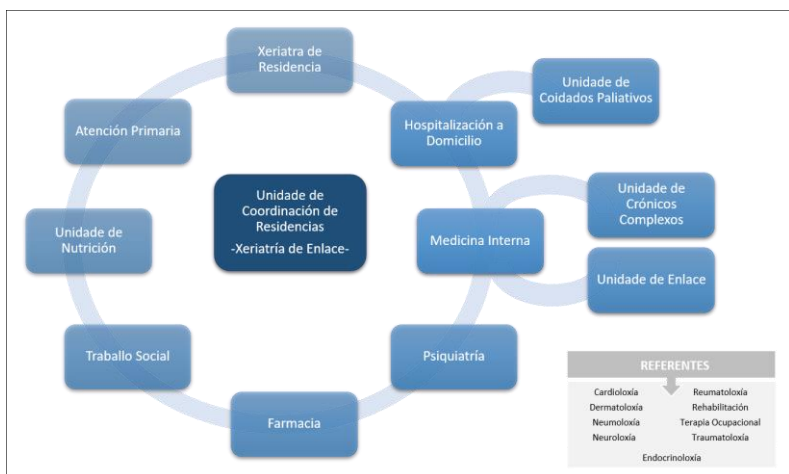 Xeriatra de
Residencia
Unidade de
Coidados Paliativos
Hospitalización a
Domicilio
Atención Primaria
Unidade de
Coordinación de
Residencias
-Xeriatría de Enlace-
Unidade de
Crónicos
Complexos
Unidade de
Nutrición
Medicina Interna
Unidade de Enlace
Traballo Social
Psiquiatría
Farmacia
REFERENTES
Cardioloxía Reumatoloxía
Dermatoloxía Rehabilitación
Neumoloxía Terapia Ocupacional
Neuroloxía Traumatoloxía
Endocrinoloxía